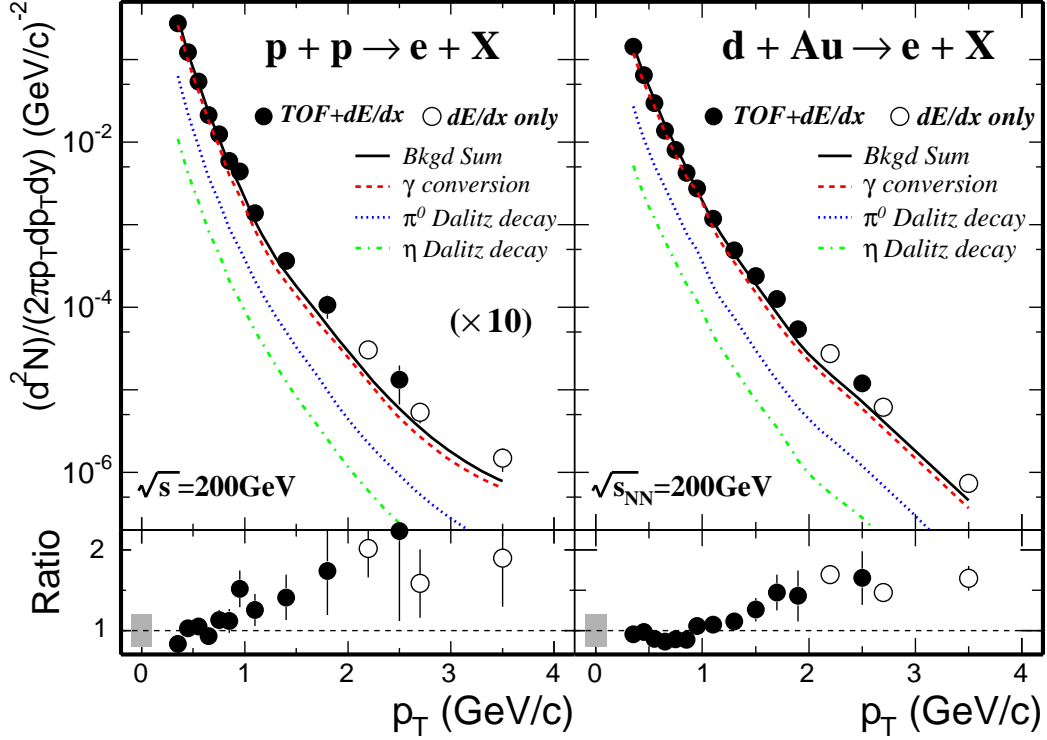 p + p → e + X
TOF+dE/dx
dE/dx only
Bkgd Sum
γ conversion
π⁰ Dalitz decay
η Dalitz decay
(×10)
√s =200GeV
d + Au → e + X
TOF+dE/dx
dE/dx only
Bkgd Sum
γ conversion
π⁰ Dalitz decay
η Dalitz decay
√s_NN=200GeV
(d²N)/(2πp_Tdp_Tdy) (GeV/c)⁻²
10⁻²
10⁻⁴
10⁻⁶
Ratio
2
1
0 1 2 3 4
0 1 2 3 4
p_T (GeV/c)
p_T (GeV/c)